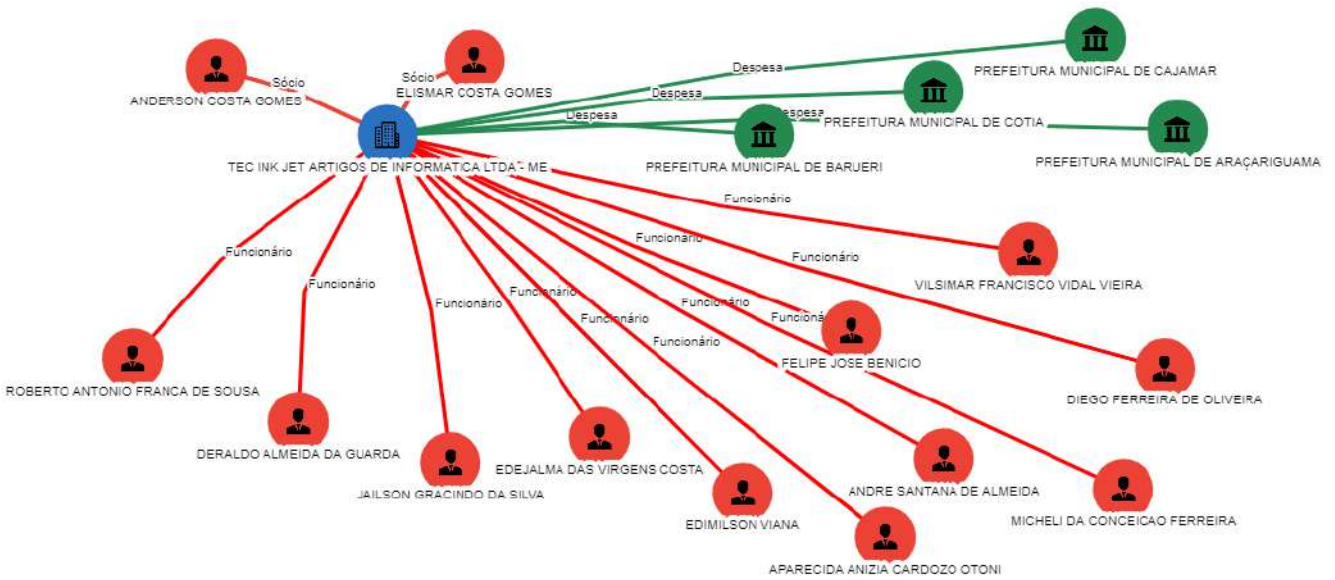 Sócio
ANDERSON COSTA GOMES
Sócio
ELISMAR COSTA GOMES
Despesa
PREFEITURA MUNICIPAL DE CAJAMAR
Despesa
PREFEITURA MUNICIPAL DE COTIA
Despesa
PREFEITURA MUNICIPAL DE BARUERI
Despesa
PREFEITURA MUNICIPAL DE ARAÇARIGUAMA
TEC INK JET ARTIGOS DE INFORMATICA LTDA - ME
Funcionário
VILSIMAR FRANCISCO VIDAL VIEIRA
Funcionário
Funcionário
Funcionário
Funcionário
Funcionário
Funcionário
Funcionário
Funcionário
Funcionário
Funcioná
FELIPE JOSE BENICIO
DIEGO FERREIRA DE OLIVEIRA
ROBERTO ANTONIO FRANCA DE SOUSA
DERALDO ALMEIDA DA GUARDA
JAILSON GRACINDO DA SILVA
EDEJALMA DAS VIRGENS COSTA
EDIMILSON VIANA
ANDRE SANTANA DE ALMEIDA
MICHELI DA CONCEICAO FERREIRA
APARECIDA ANIZIA CARDOZO OTONI